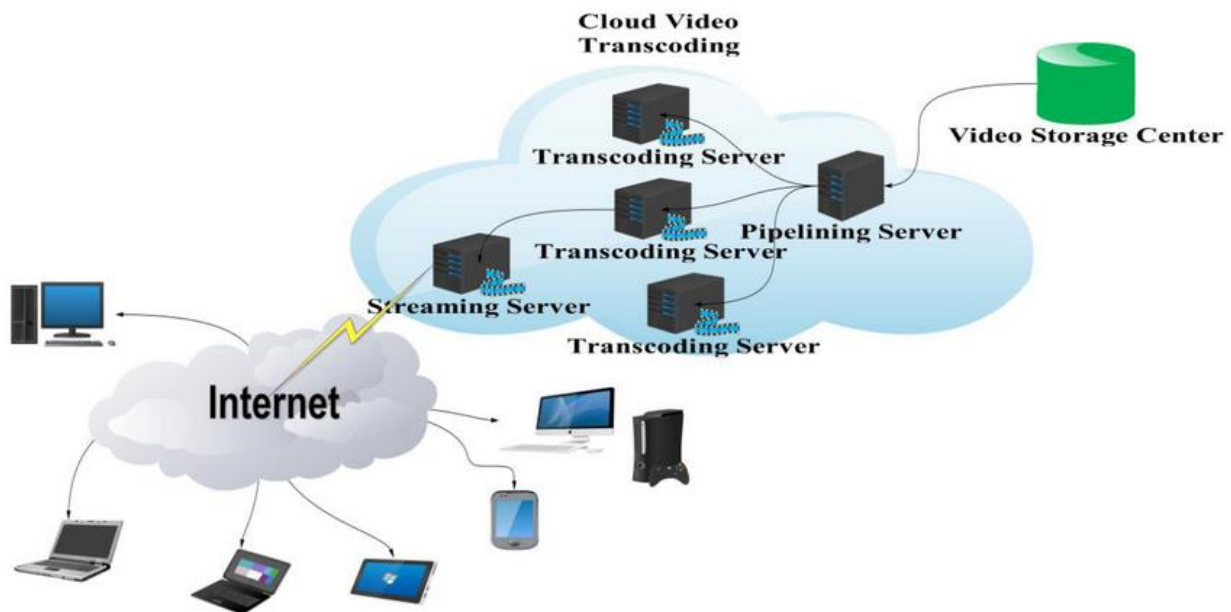 Cloud Video
Transcoding
Transcoding Server
Video Storage Center
Transcoding Server
Pipelining Server
Streaming Server
Transcoding Server
Internet